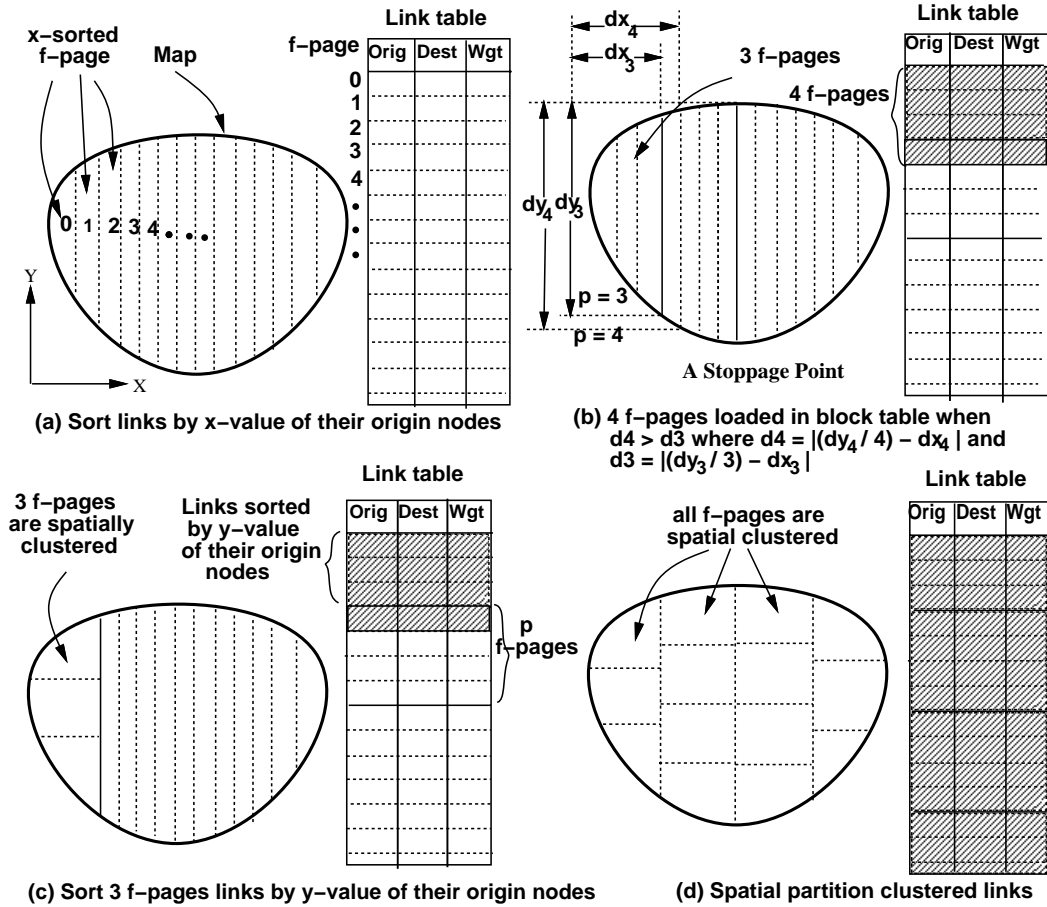 Link table
x−sorted
f−page
Map
f−page
Orig Dest Wgt
0
1
2
3
4
0 1 2 3 4
Y
X
(a) Sort links by x−value of their origin nodes
Link table
dx4
dx3
3 f−pages
4 f−pages
Orig Dest Wgt
dy4 dy3
p = 3
p = 4
A Stoppage Point
(b) 4 f−pages loaded in block table when
d4 > d3 where d4 = |(dy4 / 4) − dx4 | and
d3 = |(dy3 / 3) − dx3 |
Link table
3 f−pages
are spatially
clustered
Links sorted
by y−value
of their origin
nodes
Orig Dest Wgt
p
f−pages
(c) Sort 3 f−pages links by y−value of their origin nodes
Link table
all f−pages are
spatial clustered
Orig Dest Wgt
(d) Spatial partition clustered links